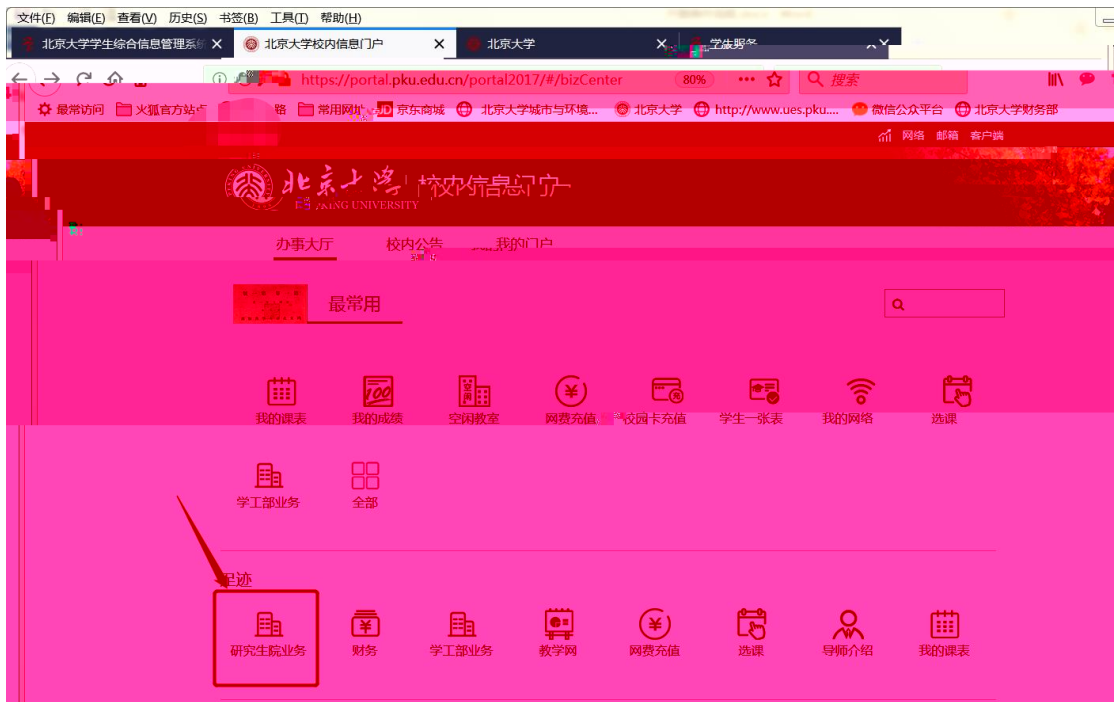 文件(F) 编辑(E) 查看(V) 历史(S) 书签(B) 工具(T) 帮助(H)
北京大学学生综合信息管理系统 北京大学校内信息门户 北京大学
https://portal.pku.edu.cn/portal2017/#/bizCenter 80% 搜索
最常访问 火狐官方站点 常用网址 JD 京东商城 北京大学城市与环境... 北京大学 http://www.ues.pku.... 微信公众平台 北京大学财务部
网络 邮箱 客户端
北京大学 校内信息门户
UNIVERSITY
办事大厅 校内公告 我的门户
最常用
我的课表 我的成绩 空闲教室 网费充值 校园卡充值 学生一张表 我的网络 选课
学工部业务 全部
足迹
研究生院业务 财务 学工部业务 教学网 网费充值 选课 导师介绍 我的课表